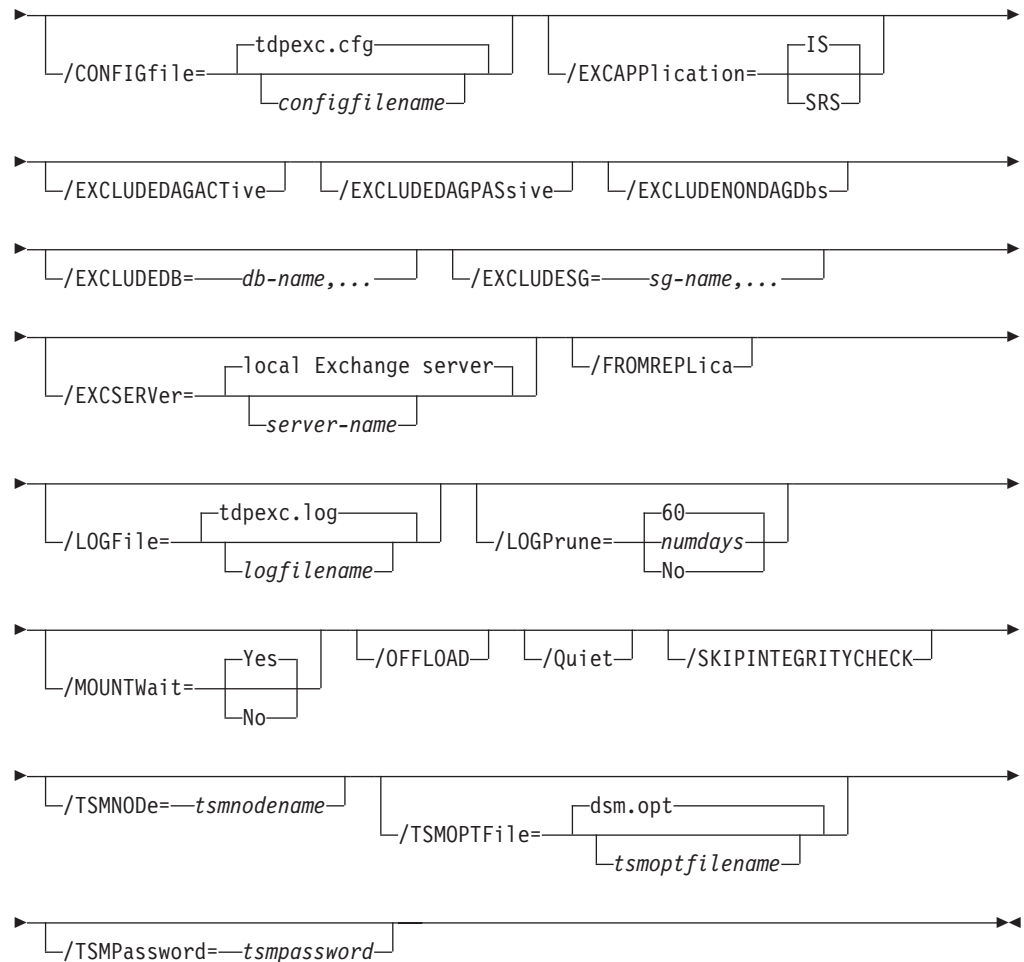 tdpexc.cfg IS
/CONFIGfile= /EXCAPPlication=
configfilename SRS
/EXCLUDEDAGACTive /EXCLUDEDAGPASsive /EXCLUDENONDAGDbs
/EXCLUDEDB= db-name,... /EXCLUDESG= sg-name,...
local Exchange server /FROMREPLica
/EXCSERVer=
server-name
tdpexc.log 60
/LOGFile= /LOGPrune= numdays
logfilename No
Yes /OFFLOAD /Quiet /SKIPINTEGRITYCHECK
/MOUNTWait=
No
/TSMNODe= tsmnodename dsm.opt
/TSMOPTFile=
tsmoptfilename
/TSMPassword= tsmpassword